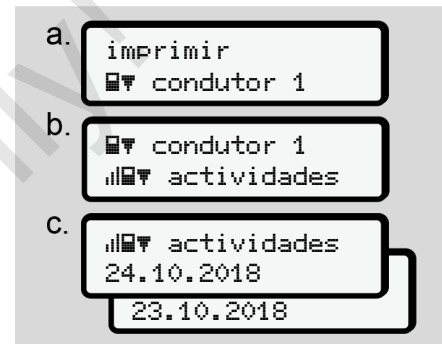 a.
imprimir
condutor 1
b.
condutor 1
actividades
c.
actividades
24.10.2018
23.10.2018